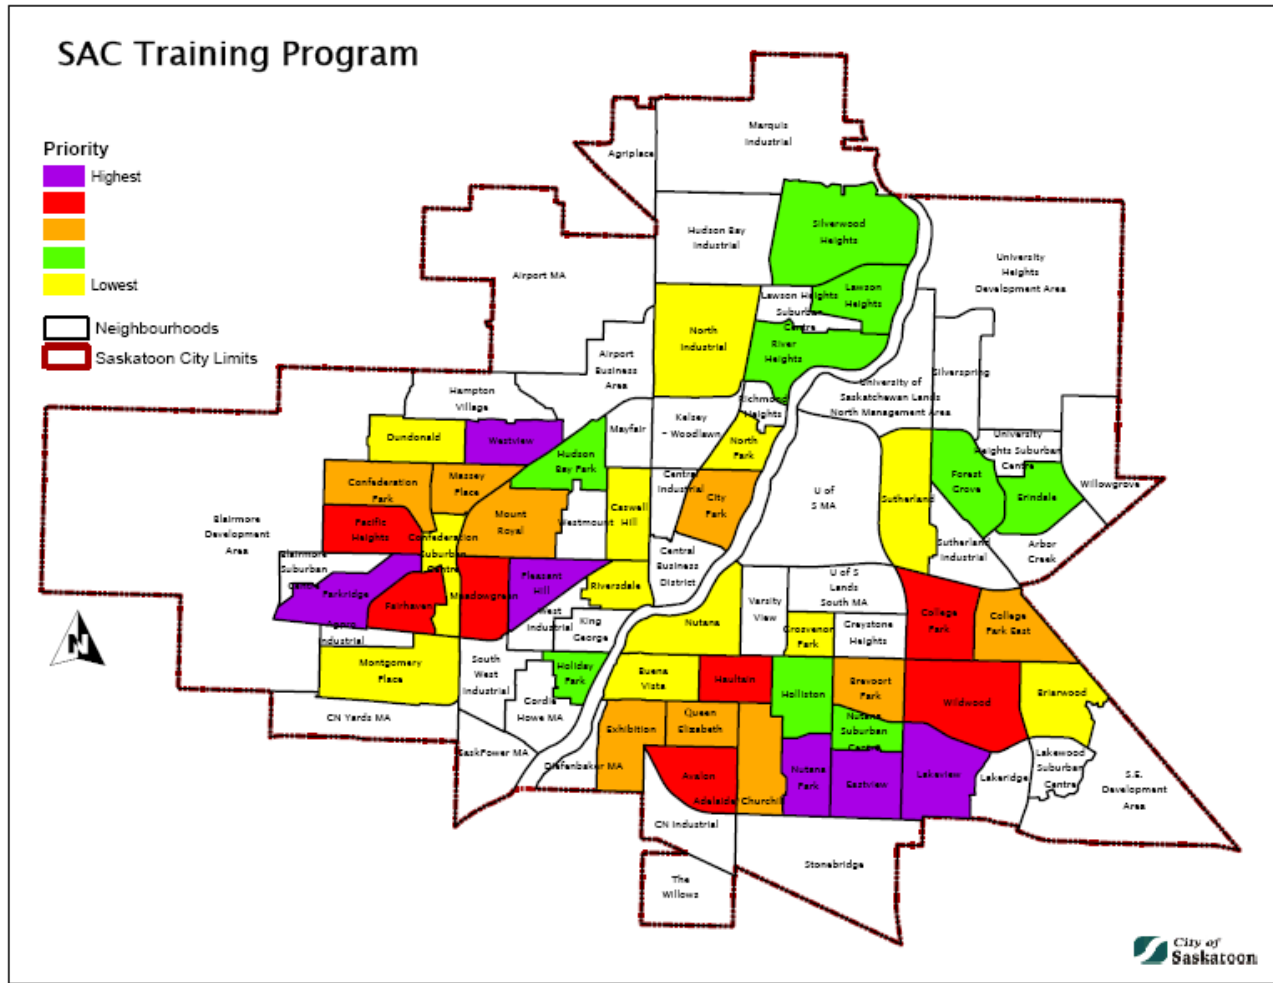 SAC Training Program
Priority
Highest
Lowest
Neighbourhoods
Saskatoon City Limits
N
Marquis
Industrial
Agriplace
Silverwood
Heights
Hudson Bay
Industrial
University
Heights
Development Area
Airport MA
Lawson
Heights
Lawson Heights
Suburban
Centre
North
Industrial
River
Heights
Airport
Business
Area
Silverspring
University of
Saskatchewan Lands
North Management Area
Hampton
Village
Richmond
Heights
Kelsey
- Woodlawn
Mayfair
Dundonald
Westview
North
Park
Hudson
Bay Park
University
Heights Suburban
Centre
Massey
Place
Confederation
Park
Central
Industrial
City
Park
Forest
Grove
Erindale
Willowgrove
Sutherland
U of
S MA
Caswell
Hill
Mount
Royal
Westmount
Blairmore
Development
Area
Pacific
Heights
Confederation
Suburban
Centre
Sutherland
Industrial
Arbor
Creek
Central
Business
District
Blairmore
Suburban
Centre
Parkridge
Fairhaven
Meadowgreen
Pleasant
Hill
Riversdale
U of S
Lands
South MA
Varsity
View
College
Park
College
Park East
West
Industrial
King
George
Nutana
Grosvenor
Park
Greystone
Heights
Agpro
Industrial
Montgomery
Place
South
West
Industrial
Holiday
Park
Buena
Vista
Haultain
Holliston
Brevoort
Park
Wildwood
Briarwood
Gordie
Howe MA
CN Yards MA
Exhibition
Queen
Elizabeth
Nutana
Suburban
Centre
SaskPower MA
Diefenbaker MA
Avalon
Adelaide
Churchill
Nutana
Park
Eastview
Lakeview
Lakeridge
Lakewood
Suburban
Centre
S.E.
Development
Area
CN Industrial
Stonebridge
The
Willows
City of
Saskatoon